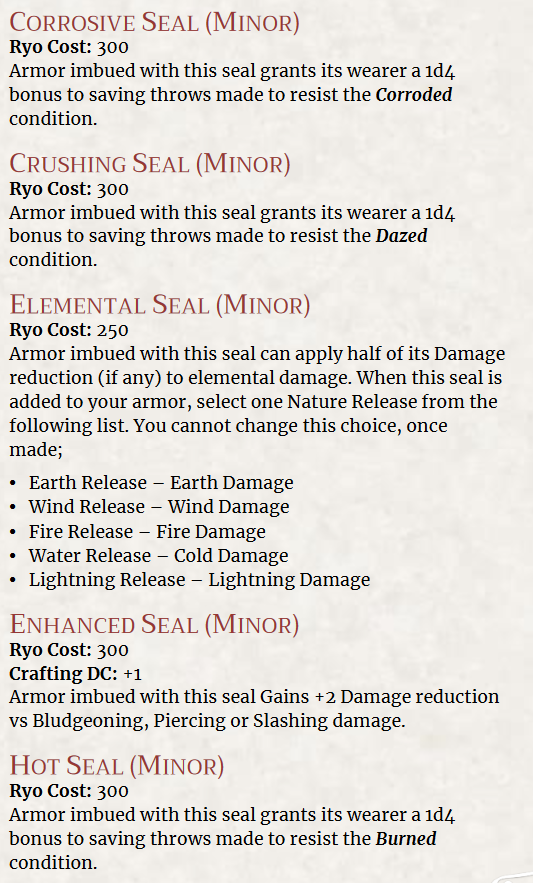 Corrosive Seal (Minor)
Ryo Cost: 300
Armor imbued with this seal grants its wearer a 1d4
bonus to saving throws made to resist the Corroded
condition.
Crushing Seal (Minor)
Ryo Cost: 300
Armor imbued with this seal grants its wearer a 1d4
bonus to saving throws made to resist the Dazed
condition.
Elemental Seal (Minor)
Ryo Cost: 250
Armor imbued with this seal can apply half of its Damage
reduction (if any) to elemental damage. When this seal is
added to your armor, select one Nature Release from the
following list. You cannot change this choice, once
made;
• Earth Release – Earth Damage
• Wind Release – Wind Damage
• Fire Release – Fire Damage
• Water Release – Cold Damage
• Lightning Release – Lightning Damage
Enhanced Seal (Minor)
Ryo Cost: 300
Crafting DC: +1
Armor imbued with this seal Gains +2 Damage reduction
vs Bludgeoning, Piercing or Slashing damage.
Hot Seal (Minor)
Ryo Cost: 300
Armor imbued with this seal grants its wearer a 1d4
bonus to saving throws made to resist the Burned
condition.